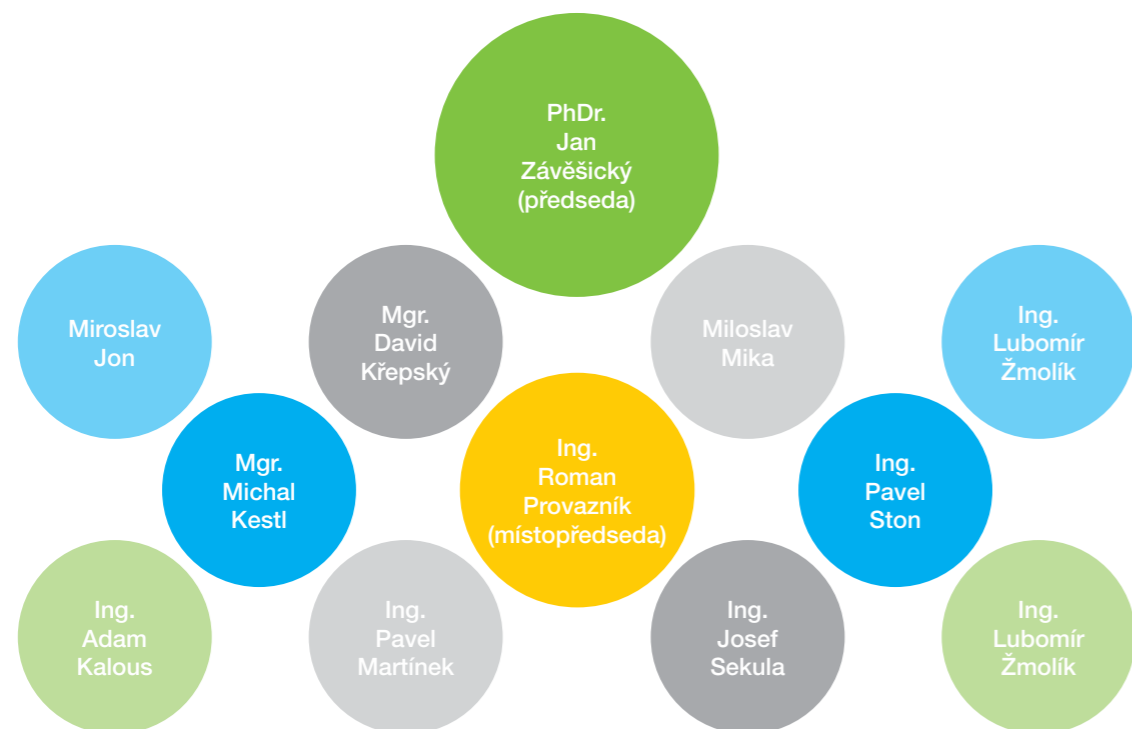 PhDr.
Jan
Závěšický
(předseda)
Miroslav
Jon
Mgr.
David
Křepský
Miloslav
Mika
Ing.
Lubomír
Žmolík
Mgr.
Michal
Kestl
Ing.
Roman
Provazník
(místopředseda)
Ing.
Pavel
Ston
Ing.
Adam
Kalous
Ing.
Pavel
Martínek
Ing.
Josef
Sekula
Ing.
Lubomír
Žmolík